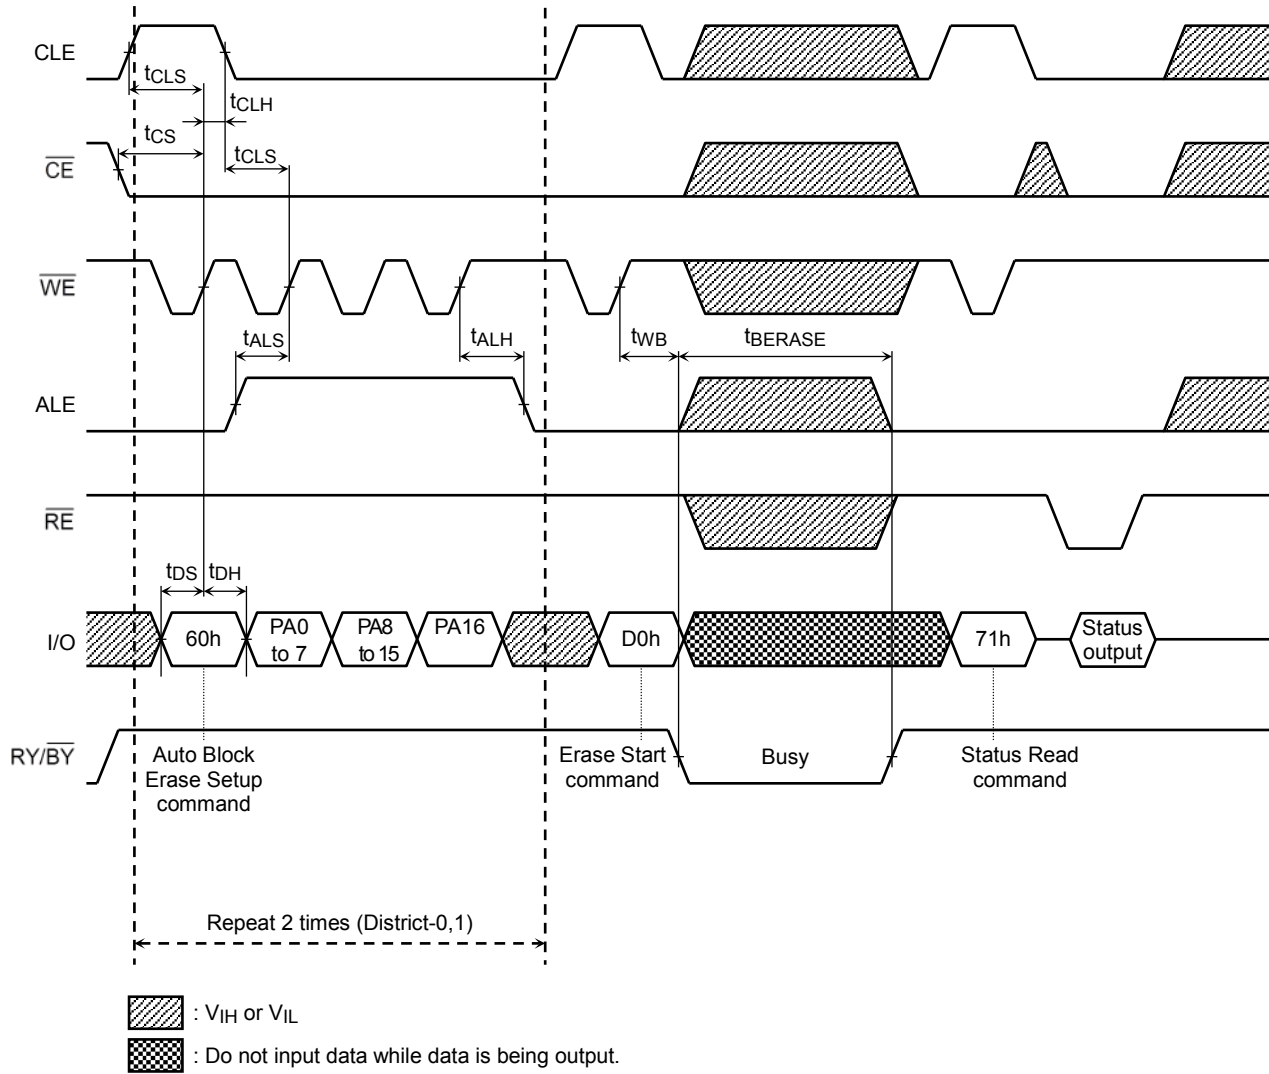 CLE
tCLS
tCLH
tCS
tCLS
CE
WE
tALS
tALH
tWB
tBERASE
ALE
RE
tDS
tDH
I/O
60h
PA0
to 7
PA8
to 15
PA16
D0h
71h
Status
output
RY/BY
Auto Block
Erase Setup
command
Erase Start
command
Busy
Status Read
command
Repeat 2 times (District-0,1)
: VIH or VIL
: Do not input data while data is being output.